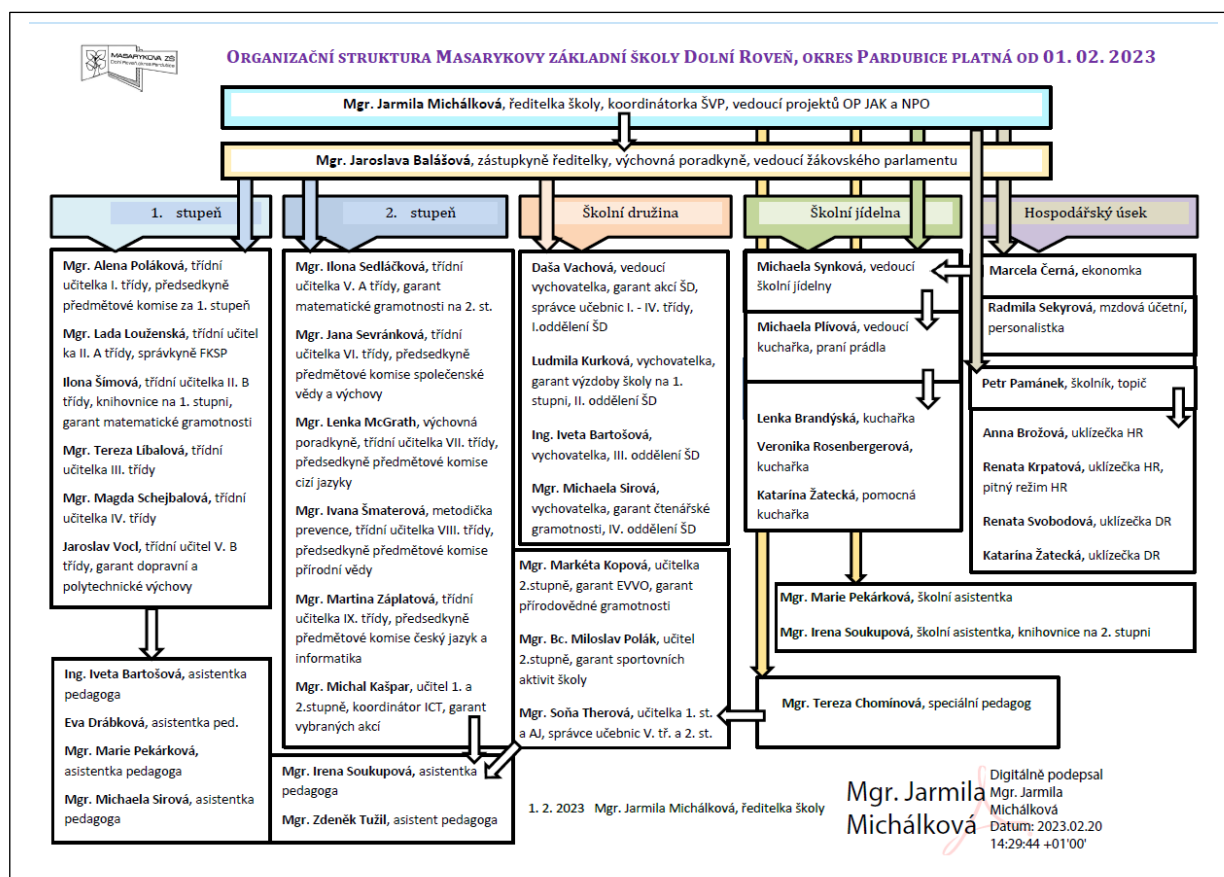 MASARYKOVA ZŠ
ORGANIZAČNÍ STRUKTURA MASARYKOVY ZÁKLADNÍ ŠKOLY DOLNÍ ROVEŇ, OKRES PARDUBICE PLATNÁ OD 01. 02. 2023
Mgr. Jarmila Michálková, ředitelka školy, koordinátorka ŠVP, vedoucí projektů OP JAK a NPO
Mgr. Jaroslava Balášová, zástupkyně ředitelky, výchovná poradkyně, vedoucí žákovského parlamentu
1. stupeň
Mgr. Alena Poláková, třídní
učitelka I. třídy, předsedkyně
předmětové komise za 1. stupeň
Mgr. Lada Louženská, třídní učitel
ka II. A třídy, správkyně FKSP
Ilona Šímová, třídní učitelka II. B
třídy, knihovnice na 1. stupni,
garant matematické gramotnosti
Mgr. Tereza Líbalová, třídní
učitelka III. třídy
Mgr. Magda Schejbalová, třídní
učitelka IV. třídy
Jaroslav Vocl, třídní učitel V. B
třídy, garant dopravní a
polytechnické výchovy
Ing. Iveta Bartošová, asistentka
pedagoga
Eva Drábková, asistentka ped.
Mgr. Marie Pekárková,
asistentka pedagoga
Mgr. Michaela Sirová, asistentka
pedagoga
2. stupeň
Mgr. Ilona Sedláčková, třídní
učitelka V. A třídy, garant
matematické gramotnosti na 2. st.
Mgr. Jana Sevránková, třídní
učitelka VI. třídy, předsedkyně
předmětové komise společenské
vědy a výchovy
Mgr. Lenka McGrath, výchovná
poradkyně, třídní učitelka VII. třídy,
předsedkyně předmětové komise
cizí jazyky
Mgr. Ivana Šmaterová, metodička
prevence, třídní učitelka VIII. třídy,
předsedkyně předmětové komise
přírodní vědy
Mgr. Martina Záplatová, třídní
učitelka IX. třídy, předsedkyně
předmětové komise český jazyk a
informatika
Mgr. Michal Kašpar, učitel 1. a
2.stupně, koordinátor ICT, garant
vybraných akcí
Mgr. Irena Soukupová, asistentka
pedagoga
Mgr. Zdeněk Tužil, asistent pedagoga
Školní družina
Daša Vachová, vedoucí
vychovatelka, garant akcí ŠD,
správce učebnic I. - IV. třídy,
I.oddělení ŠD
Ludmila Kurková, vychovatelka,
garant výzdoby školy na 1.
stupni, II. oddělení ŠD
Ing. Iveta Bartošová,
vychovatelka, III. oddělení ŠD
Mgr. Michaela Sirová,
vychovatelka, garant čtenářské
gramotnosti, IV. oddělení ŠD
Mgr. Markéta Kopová, učitelka
2.stupně, garant EVVO, garant
přírodovědné gramotnosti
Mgr. Bc. Miloslav Polák, učitel
2.stupně, garant sportovních
aktivit školy
Mgr. Soňa Therová, učitelka 1. st.
a AJ, správce učebnic V. tř. a 2. st.
Školní jídelna
Michaela Synková, vedoucí
školní jídelny
Michaela Plívová, vedoucí
kuchařka, praní prádla
Lenka Brandýská, kuchařka
Veronika Rosenbergerová,
kuchařka
Katarína Žatecká, pomocná
kuchařka
Hospodářský úsek
Marcela Černá, ekonomka
Radmila Sekyrová, mzdová účetní,
personalistka
Petr Pamánek, školník, topič
Anna Brožová, uklízečka HR
Renata Krpatová, uklízečka HR,
pitný režim HR
Renata Svobodová, uklízečka DR
Katarína Žatecká, uklízečka DR
Mgr. Marie Pekárková, školní asistentka
Mgr. Irena Soukupová, školní asistentka, knihovnice na 2. stupni
Mgr. Tereza Chomínová, speciální pedagog
1. 2. 2023 Mgr. Jarmila Michálková, ředitelka školy
Mgr. Jarmila
Michálková
Digitálně podepsal
Mgr. Jarmila
Michálková
Datum: 2023.02.20
14:29:44 +01'00'